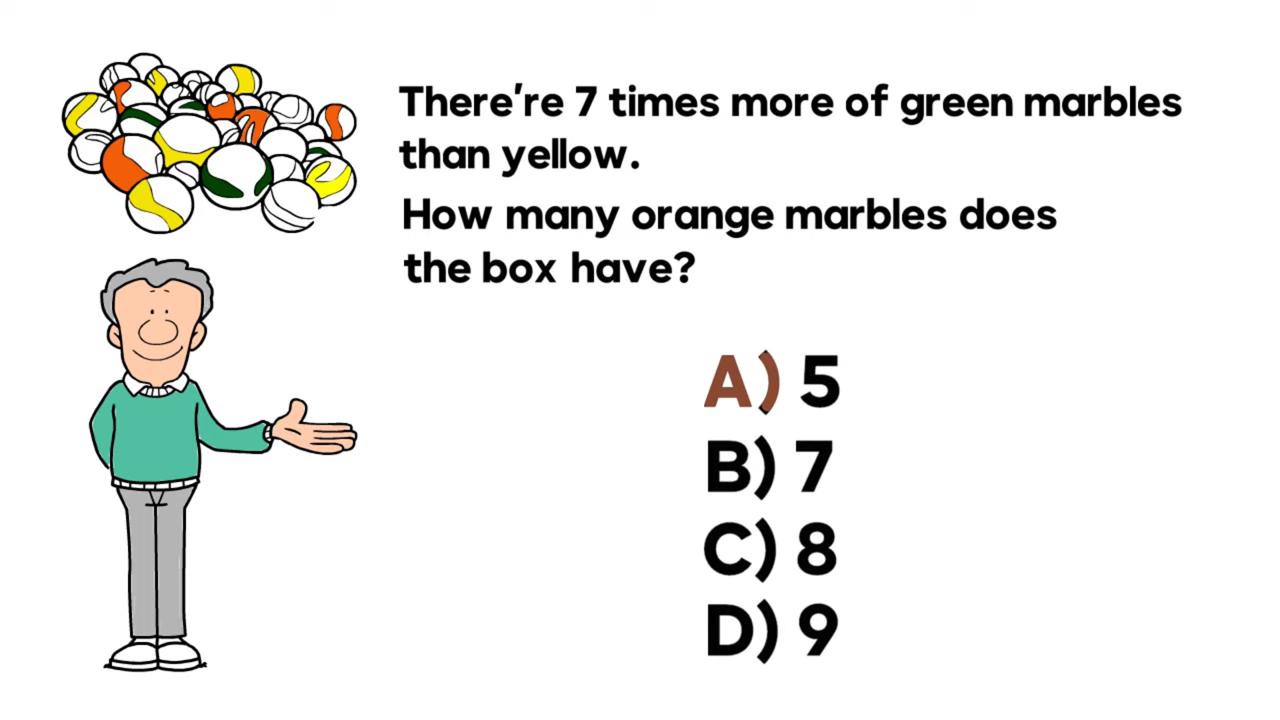 There're 7 times more of green marbles
than yellow.
How many orange marbles does
the box have?
A) 5
B) 7
C) 8
D) 9